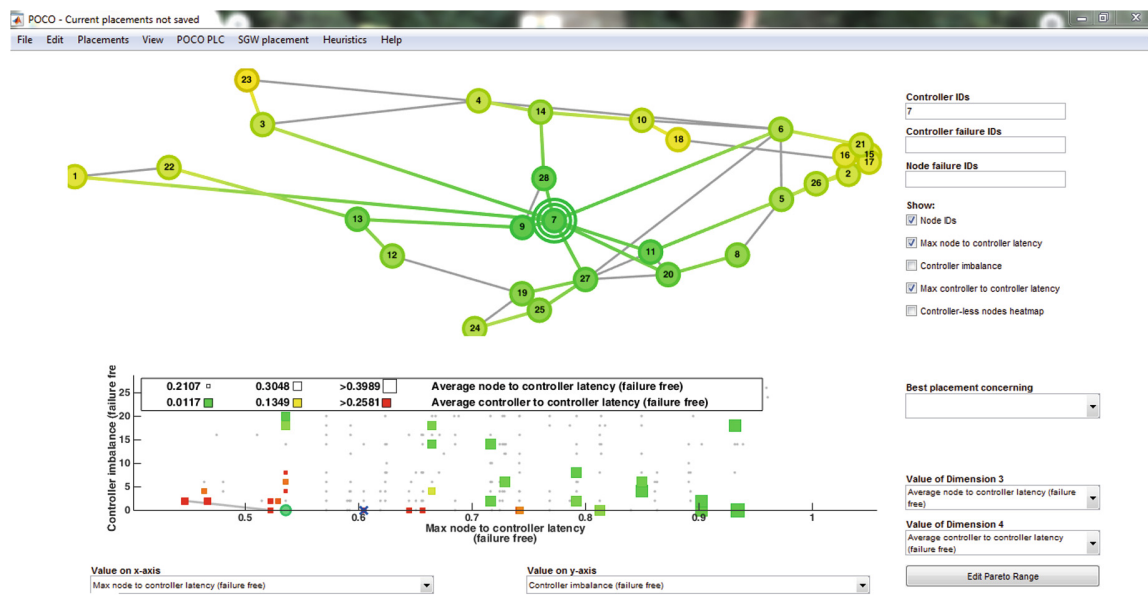 POCO - Current placements not saved
File Edit Placements View POCO PLC SGW placement Heuristics Help
23
4
14
10
3
6
18
21
15
16
17
22
1
28
2
26
5
13
7
9
11
8
12
20
27
19
25
24
Controller IDs
7
Controller failure IDs
Node failure IDs
Show:
Node IDs
Max node to controller latency
Controller imbalance
Max controller to controller latency
Controller-less nodes heatmap
Controller imbalance (failure fre
25
20
15
10
5
0
0.2107 0.3048 >0.3989 Average node to controller latency (failure free)
0.0117 0.1349 >0.2581 Average controller to controller latency (failure free)
0.5 0.6 0.7 0.8 0.9 1
Max node to controller latency
(failure free)
Best placement concerning
Value of Dimension 3
Average node to controller latency (failure
free)
Value of Dimension 4
Average controller to controller latency
(failure free)
Edit Pareto Range
Value on x-axis
Max node to controller latency (failure free)
Value on y-axis
Controller imbalance (failure free)